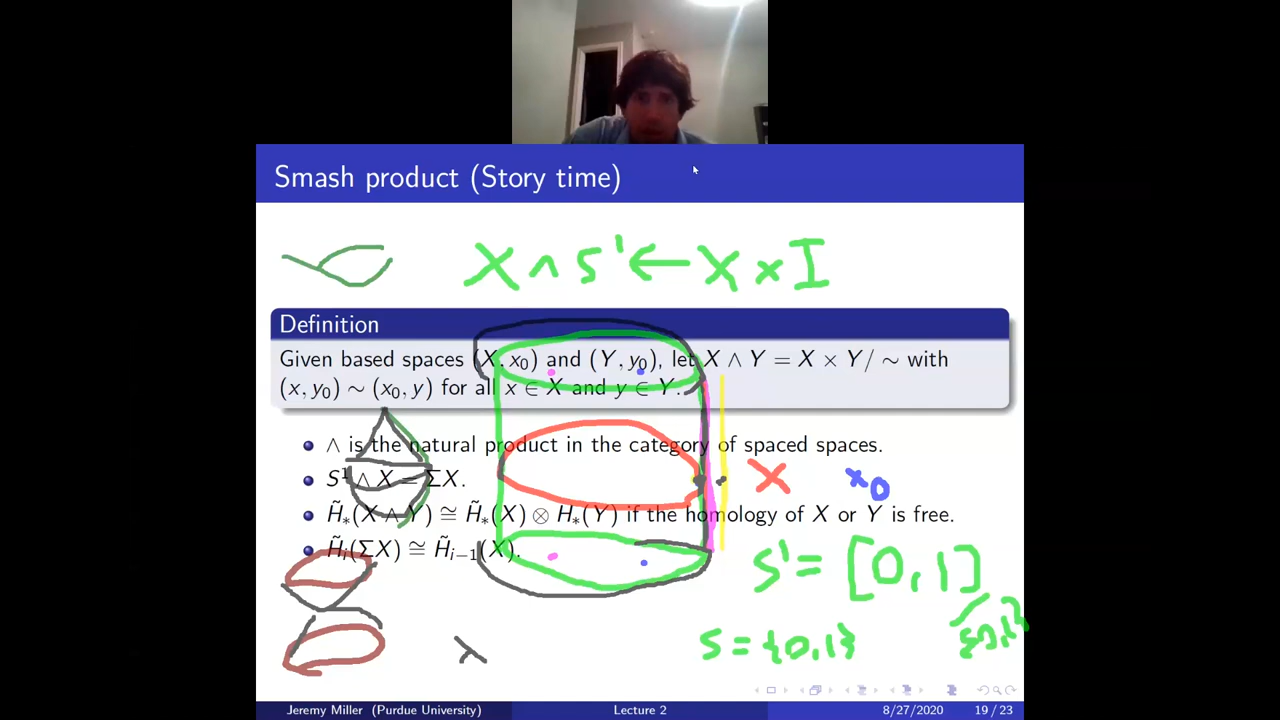 Smash product (Story time)
X ∧ S¹ ← X × I
Definition
Given based spaces (X, x₀) and (Y, y₀), let X ∧ Y = X × Y/ ∼ with
(x, y₀) ∼ (x₀, y) for all x ∈ X and y ∈ Y.
∧ is the natural product in the category of spaced spaces.
S¹ ∧ X = ΣX.
X x₀
H̃∗(X ∧ Y) ≅ H̃∗(X) ⊗ H∗(Y) if the homology of X or Y is free.
H̃ᵢ(ΣX) ≅ H̃ᵢ₋₁(X).
S¹ = [0,1]
/ {0,1}
S = {0,1}
Jeremy Miller (Purdue University) Lecture 2 8/27/2020 19 / 23